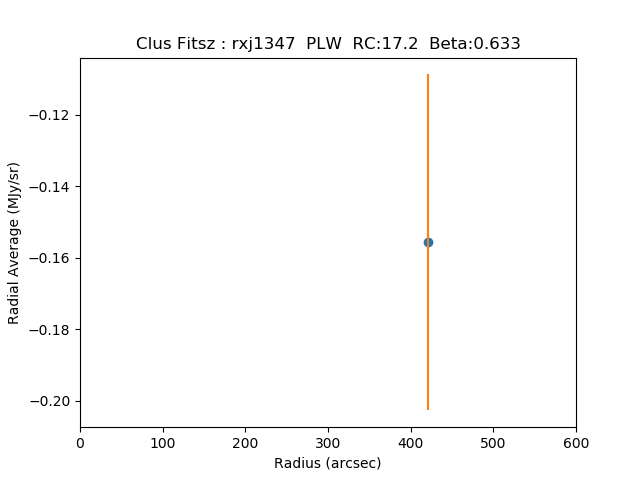 Clus Fitsz : rxj1347  PLW  RC:17.2  Beta:0.633
Radial Average (MJy/sr)
−0.12
−0.14
−0.16
−0.18
−0.20
0 100 200 300 400 500 600
Radius (arcsec)